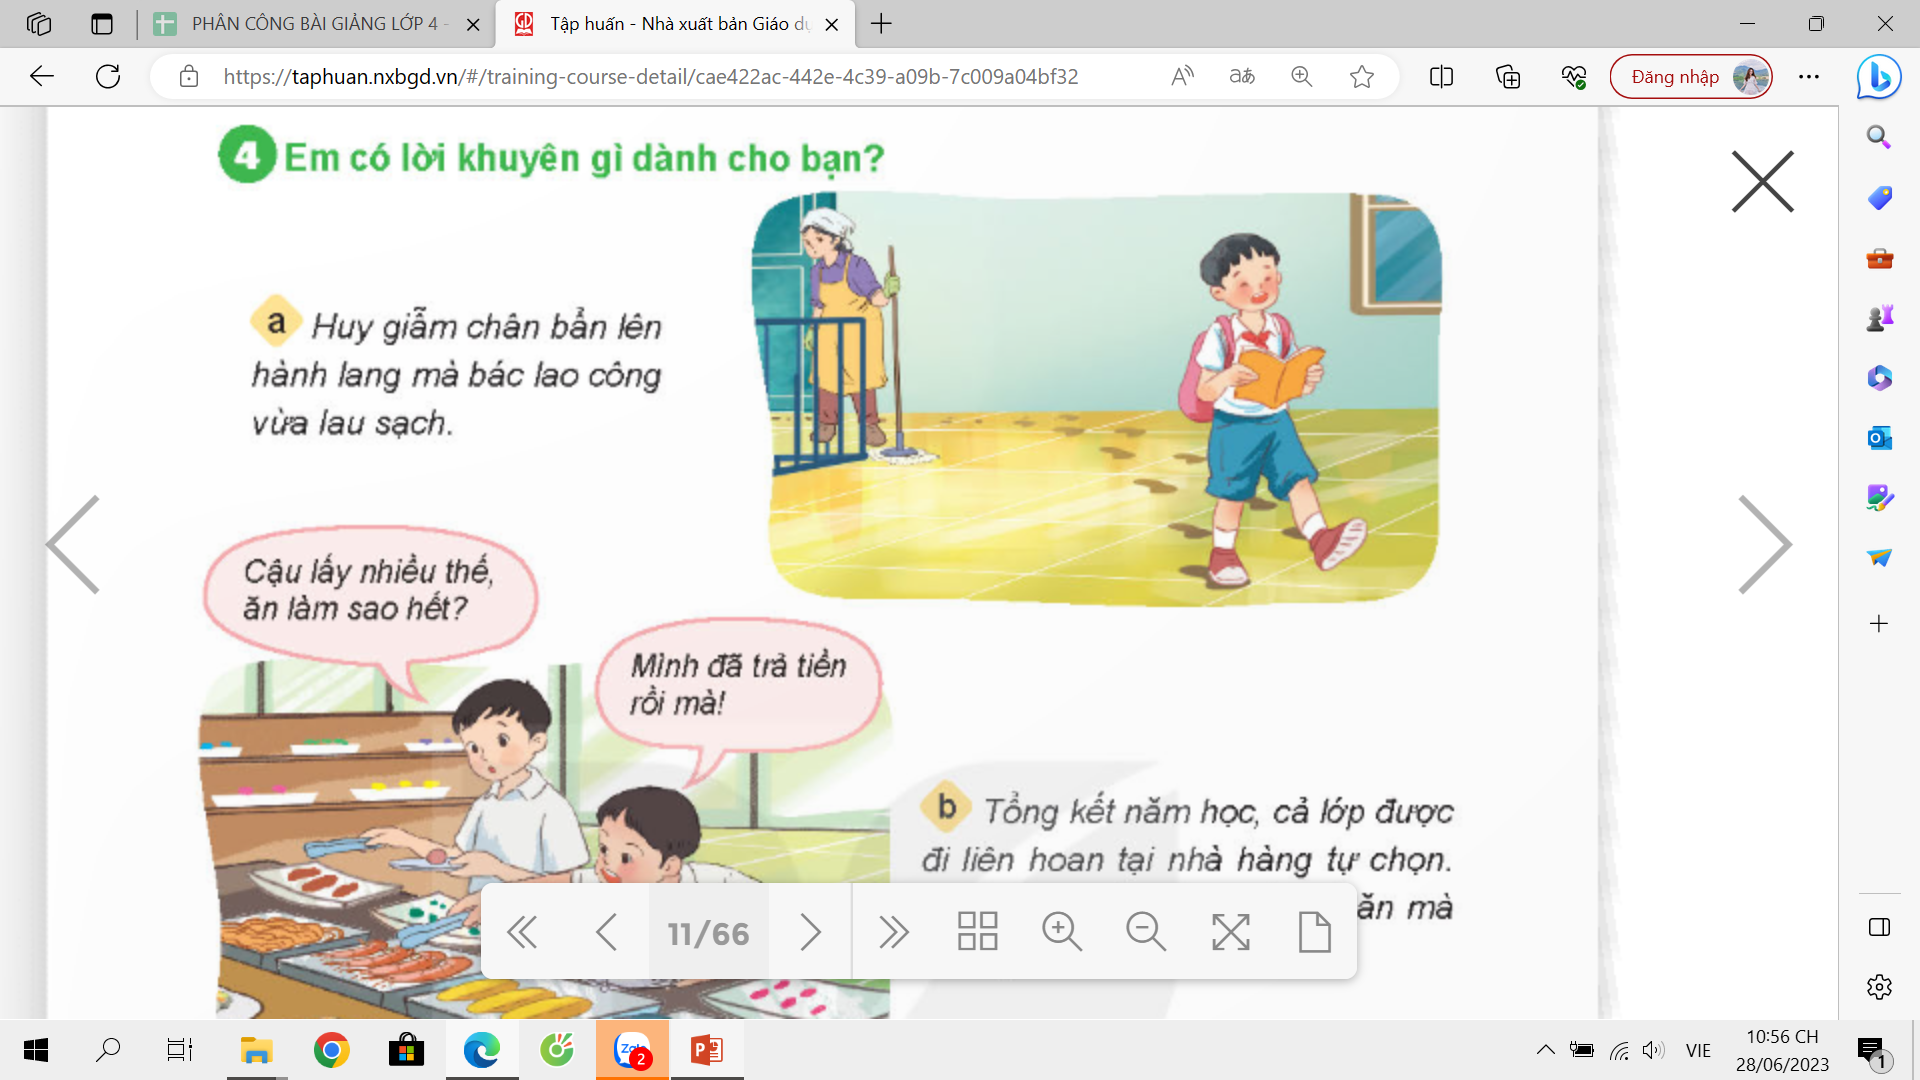 PHÂN CÔNG BÀI GIẢNG LỚP 4 -
Tập huấn - Nhà xuất bản Giáo dụ
https://taphuan.nxbgd.vn/#/training-course-detail/cae422ac-442e-4c39-a09b-7c009a04bf32
Đăng nhập
4 Em có lời khuyên gì dành cho bạn?
a Huy giẫm chân bẩn lên
hành lang mà bác lao công
vừa lau sạch.
Cậu lấy nhiều thế,
ăn làm sao hết?
Mình đã trả tiền
rồi mà!
b Tổng kết năm học, cả lớp được
đi liên hoan tại nhà hàng tự chọn.
ăn mà
11/66
Zalo
2
VIE
10:56 CH
28/06/2023
1